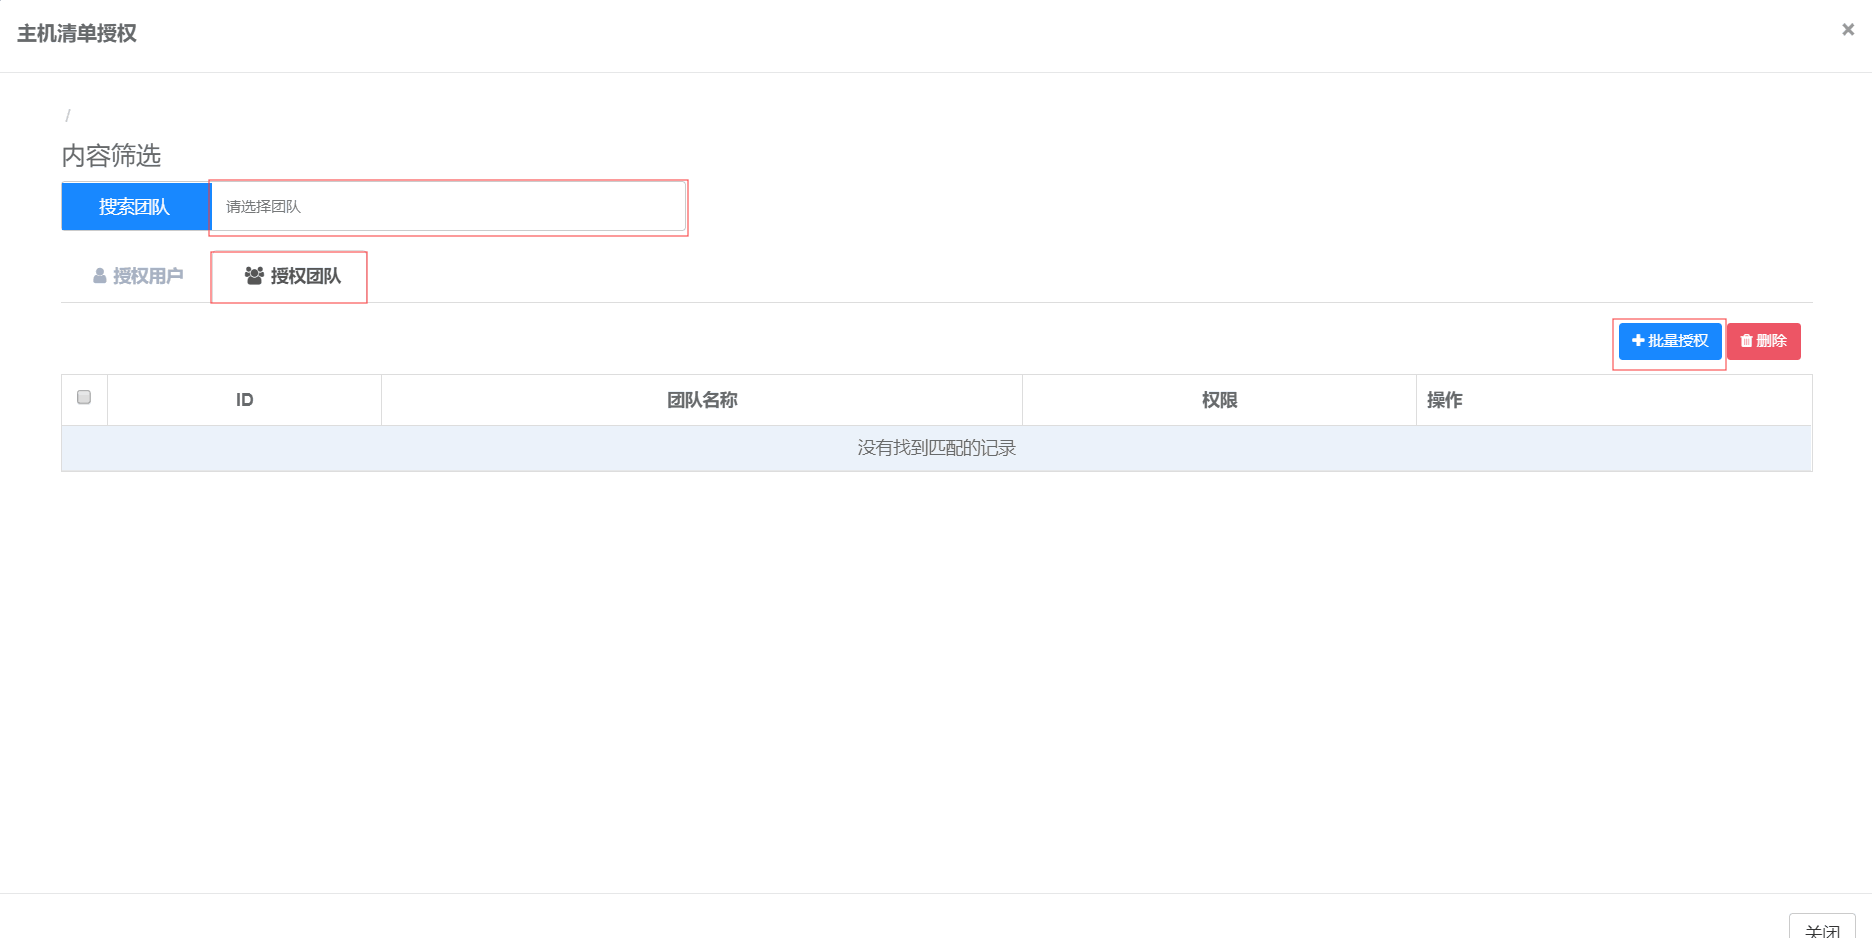 主机清单授权
×
/
内容筛选
搜索团队 请选择团队
授权用户 授权团队
批量授权 删除
ID 团队名称 权限 操作
没有找到匹配的记录
关闭